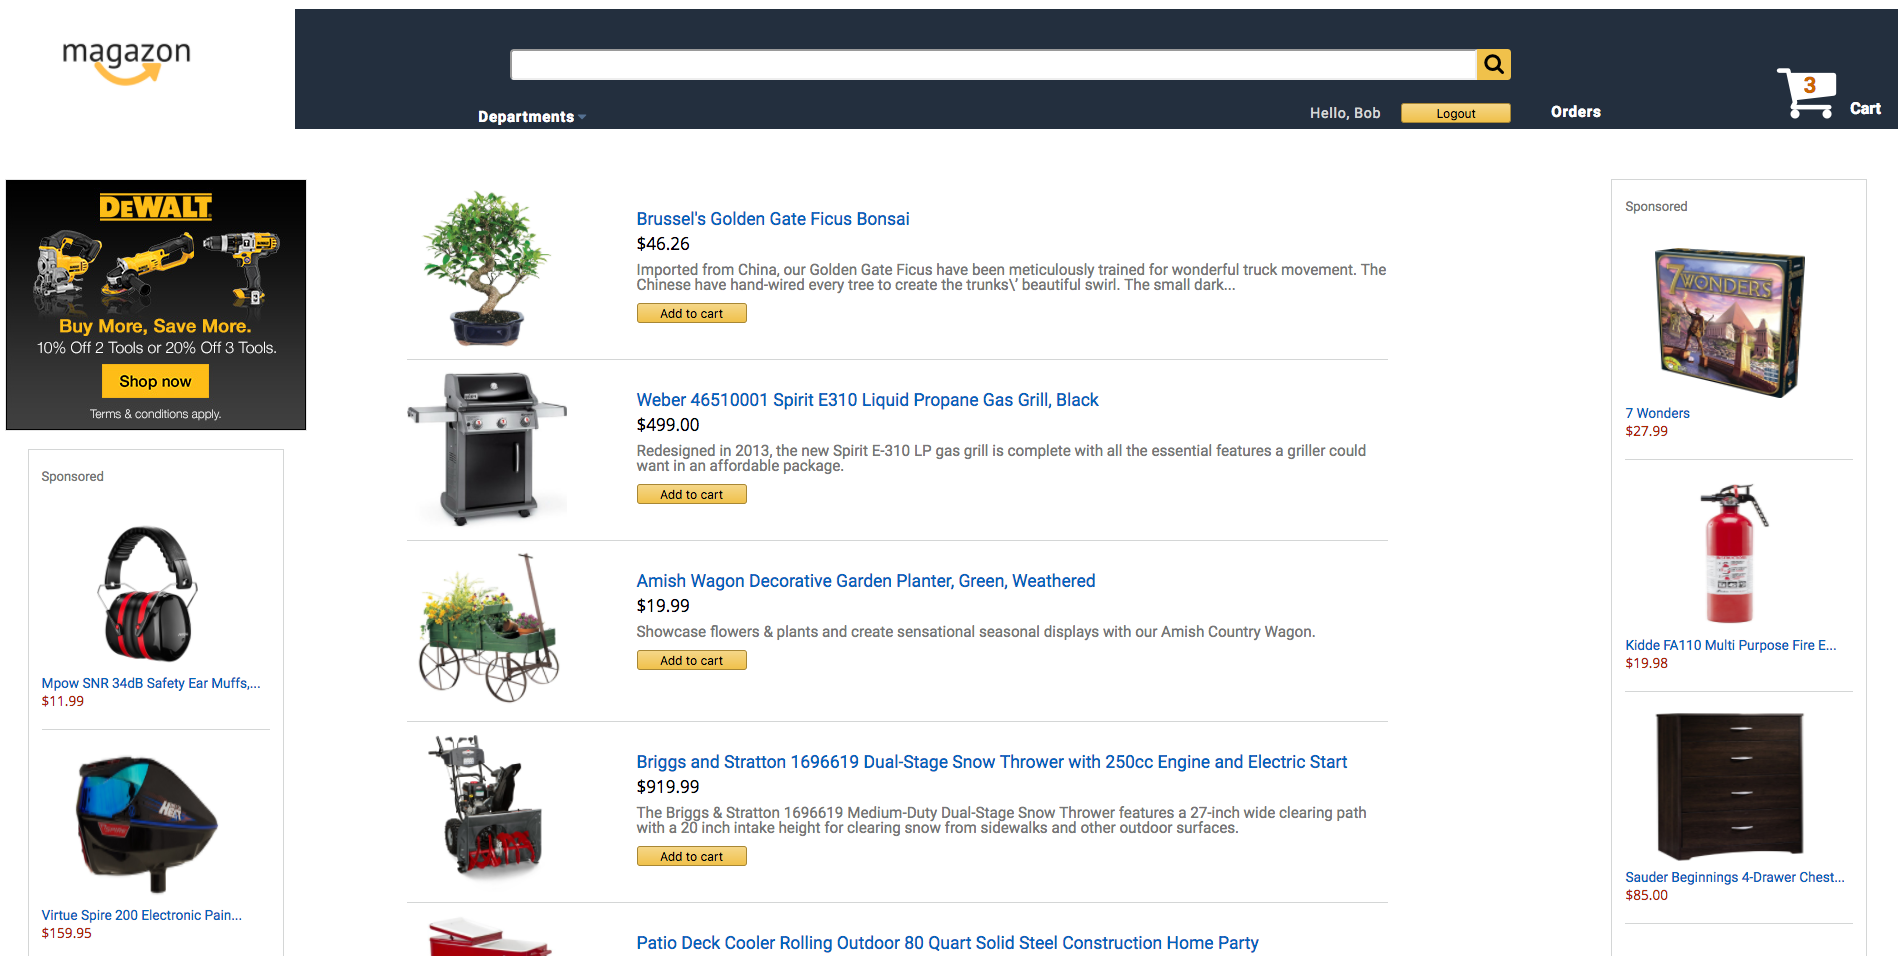 magazon
Departments
Hello, Bob
Logout
Orders
3
Cart
DEWALT
Buy More, Save More.
10% Off 2 Tools or 20% Off 3 Tools.
Shop now
Terms & conditions apply.
Sponsored
Mpow SNR 34dB Safety Ear Muffs,...
$11.99
Virtue Spire 200 Electronic Pain...
$159.95
Brussel's Golden Gate Ficus Bonsai
$46.26
Imported from China, our Golden Gate Ficus have been meticulously trained for wonderful truck movement. The
Chinese have hand-wired every tree to create the trunks\' beautiful swirl. The small dark...
Add to cart
Weber 46510001 Spirit E310 Liquid Propane Gas Grill, Black
$499.00
Redesigned in 2013, the new Spirit E-310 LP gas grill is complete with all the essential features a griller could
want in an affordable package.
Add to cart
Amish Wagon Decorative Garden Planter, Green, Weathered
$19.99
Showcase flowers & plants and create sensational seasonal displays with our Amish Country Wagon.
Add to cart
Briggs and Stratton 1696619 Dual-Stage Snow Thrower with 250cc Engine and Electric Start
$919.99
The Briggs & Stratton 1696619 Medium-Duty Dual-Stage Snow Thrower features a 27-inch wide clearing path
with a 20 inch intake height for clearing snow from sidewalks and other outdoor surfaces.
Add to cart
Patio Deck Cooler Rolling Outdoor 80 Quart Solid Steel Construction Home Party
Sponsored
7 WONDERS
7 Wonders
$27.99
Kidde FA110 Multi Purpose Fire E...
$19.98
Sauder Beginnings 4-Drawer Chest...
$85.00